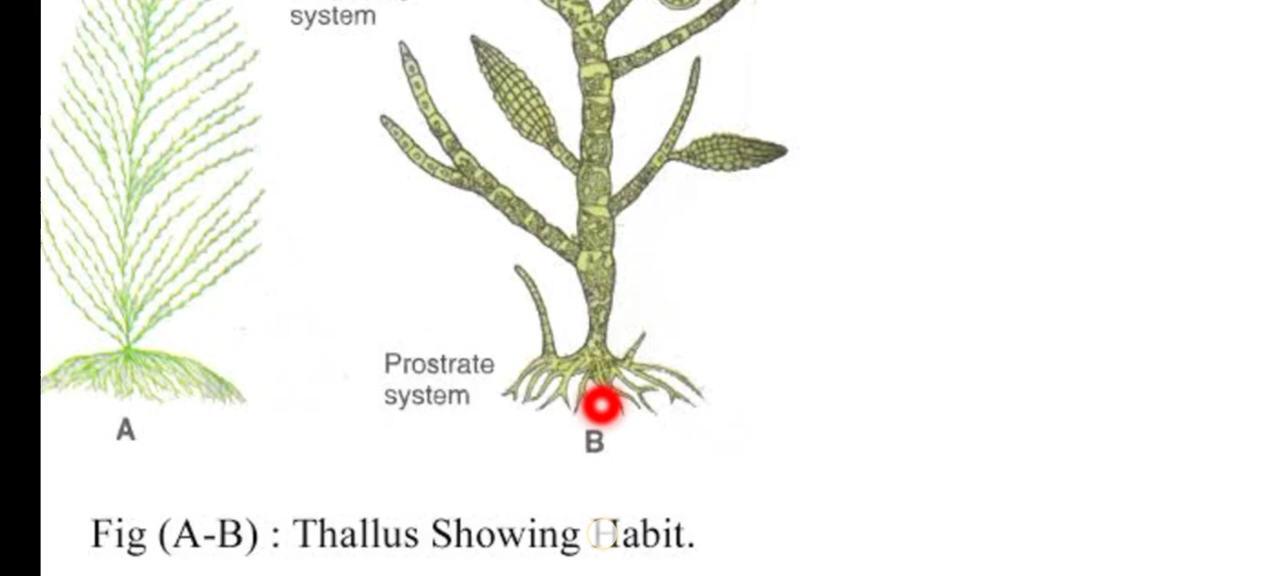 system
Prostrate
system
A
B
Fig (A-B) : Thallus Showing Habit.